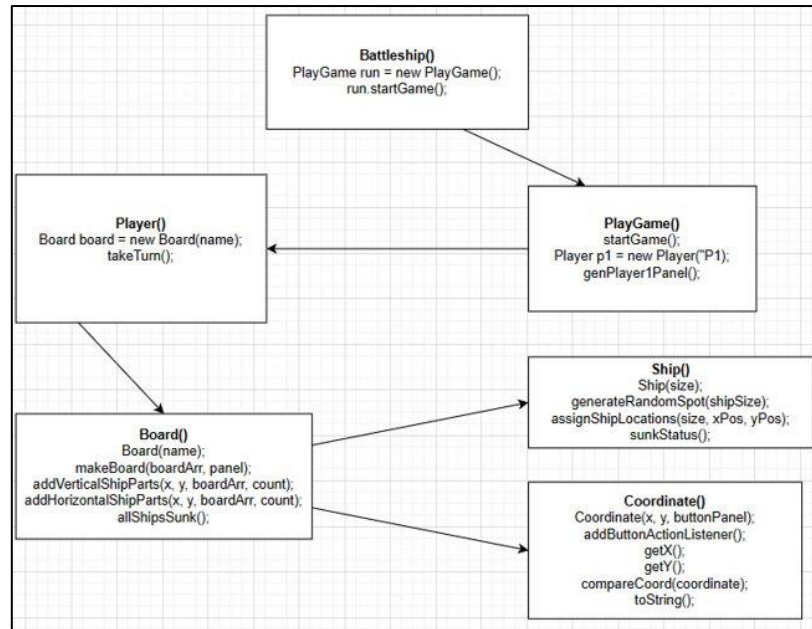 Battleship()
PlayGame run = new PlayGame();
run.startGame();
Player()
Board board = new Board(name);
takeTurn();
PlayGame()
startGame();
Player p1 = new Player("P1);
genPlayer1Panel();
Ship()
Ship(size);
generateRandomSpot(shipSize);
assignShipLocations(size, xPos, yPos);
sunkStatus();
Board()
Board(name);
makeBoard(boardArr, panel);
addVerticalShipParts(x, y, boardArr, count);
addHorizontalShipParts(x, y, boardArr, count);
allShipsSunk();
Coordinate()
Coordinate(x, y, buttonPanel);
addButtonActionListener();
getX();
getY();
compareCoord(coordinate);
toString();